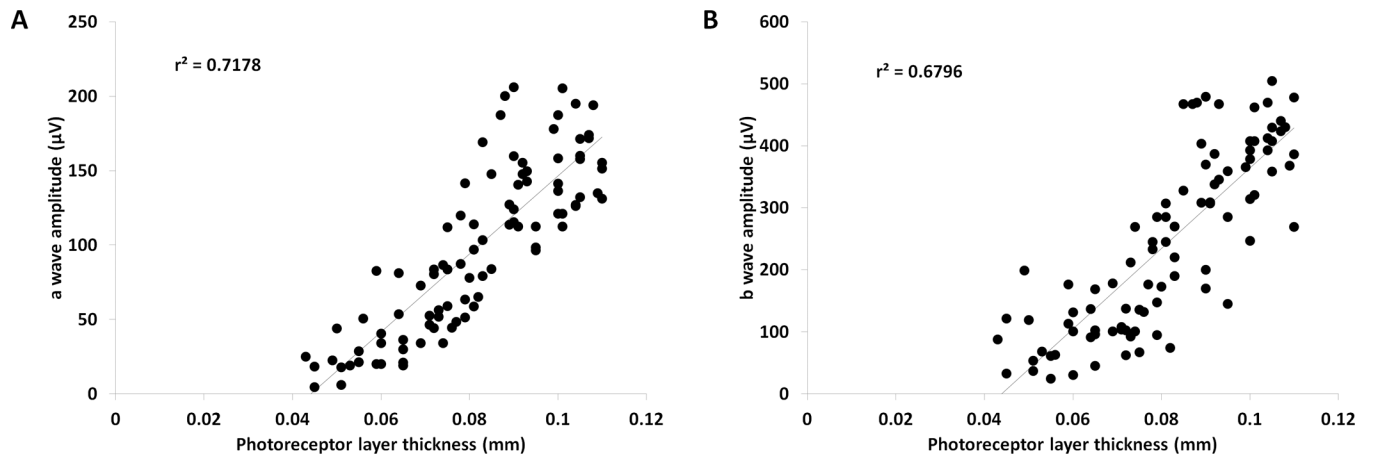 A
250
200
150
100
50
0
a wave amplitude (µV)
r² = 0.7178
0 0.02 0.04 0.06 0.08 0.1 0.12
Photoreceptor layer thickness (mm)
B
600
500
400
300
200
100
0
b wave amplitude (µV)
r² = 0.6796
0 0.02 0.04 0.06 0.08 0.1 0.12
Photoreceptor layer thickness (mm)